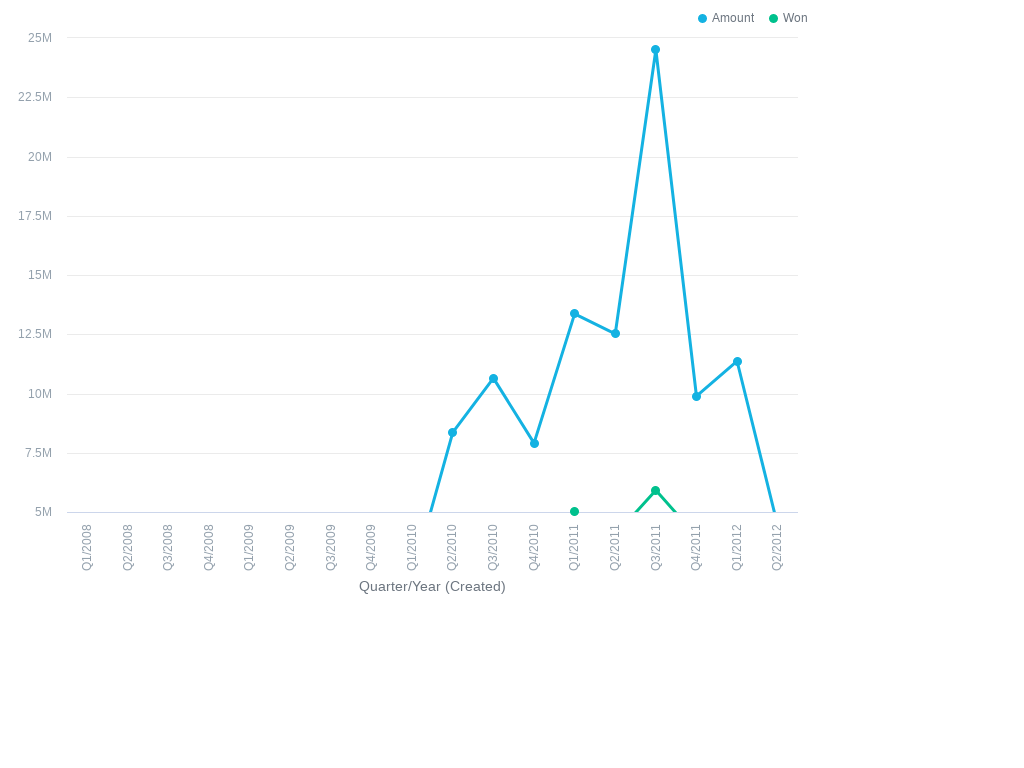 Amount Won
25M
22.5M
20M
17.5M
15M
12.5M
10M
7.5M
5M
Q1/2008
Q2/2008
Q3/2008
Q4/2008
Q1/2009
Q2/2009
Q3/2009
Q4/2009
Q1/2010
Q2/2010
Q3/2010
Q4/2010
Q1/2011
Q2/2011
Q3/2011
Q4/2011
Q1/2012
Q2/2012
Quarter/Year (Created)